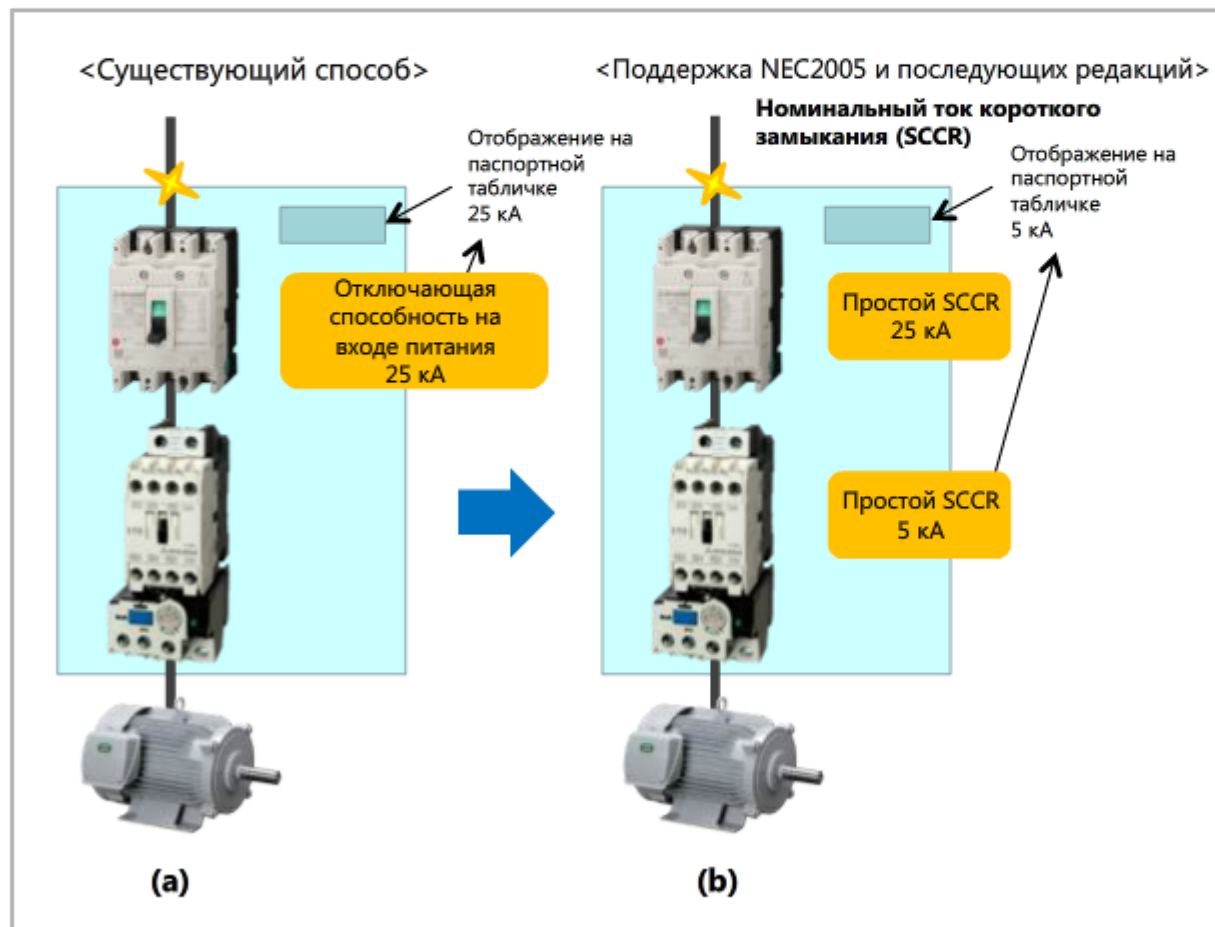 <Существующий способ>
Отображение на
паспортной
табличке
25 кА
Отключающая
способность на
входе питания
25 кА
(a)
<Поддержка NEC2005 и последующих редакций>
Номинальный ток короткого
замыкания (SCCR)
Отображение на
паспортной
табличке
5 кА
Простой SCCR
25 кА
Простой SCCR
5 кА
(b)